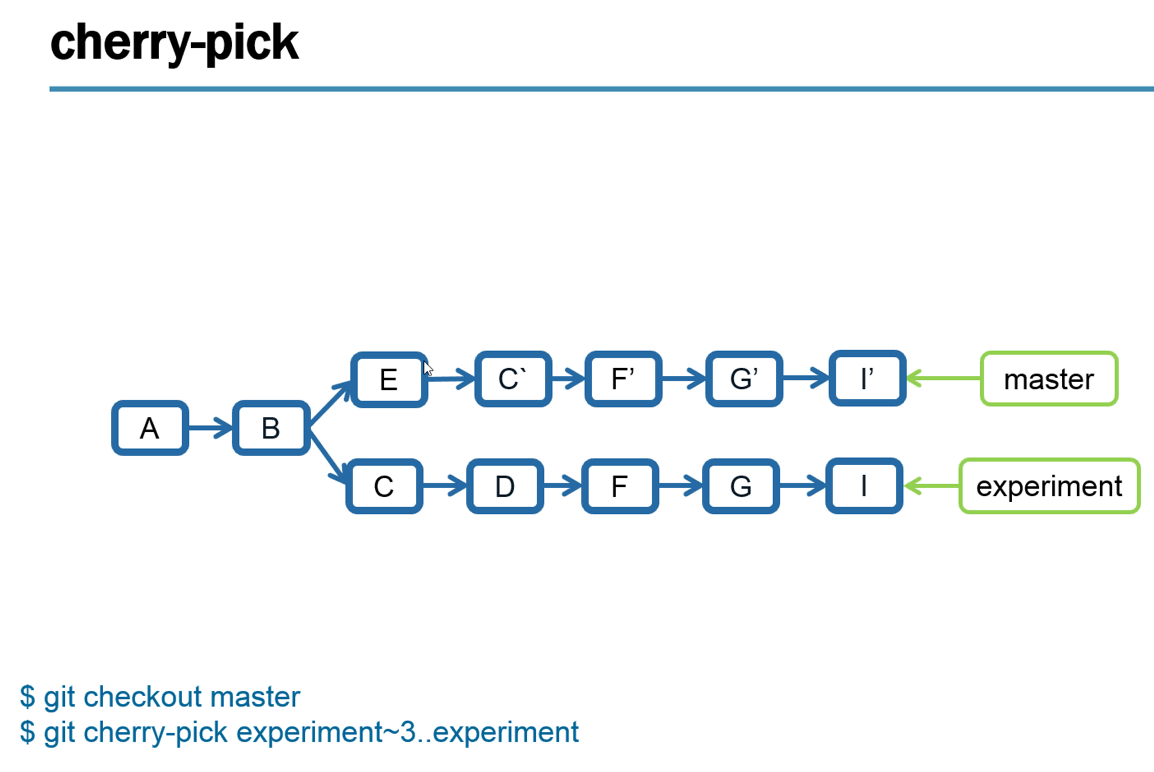 cherry-pick
E C` F’ G’ I’ master
A B
C D F G I experiment
$ git checkout master
$ git cherry-pick experiment~3..experiment